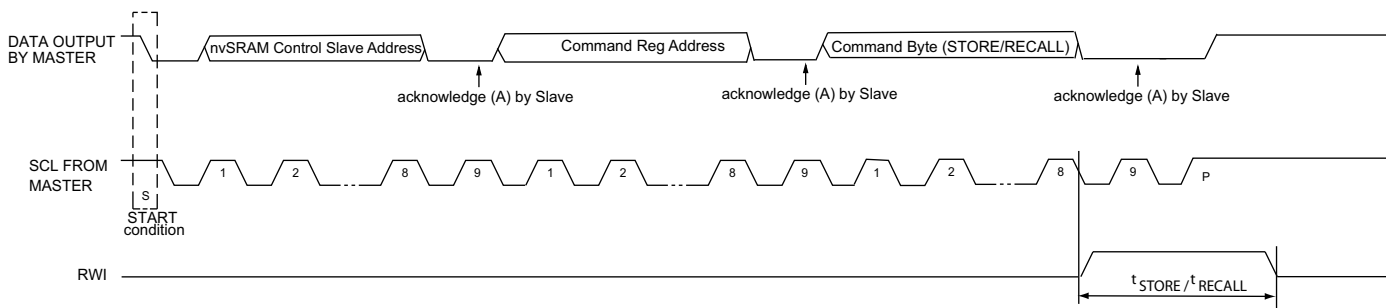 DATA OUTPUT
BY MASTER
nvSRAM Control Slave Address
Command Reg Address
Command Byte (STORE/RECALL)
acknowledge (A) by Slave
acknowledge (A) by Slave
acknowledge (A) by Slave
SCL FROM
MASTER
1 2 8 9 1 2 8 9 1 2 8 9 P
S
START
condition
RWI
t STORE / t RECALL